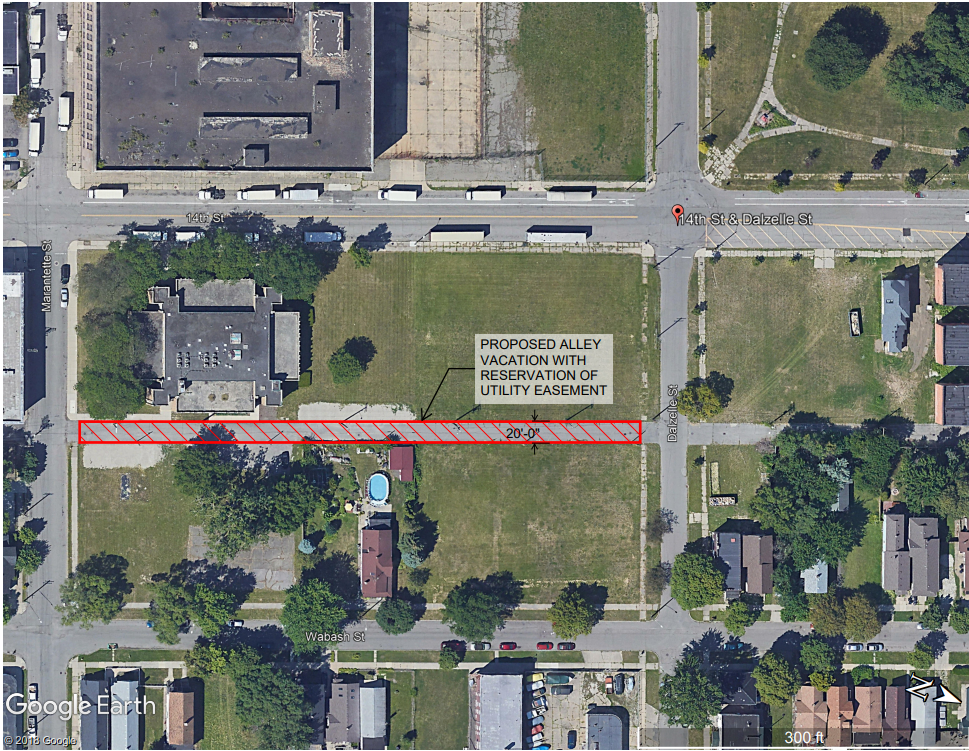 14th St
14th St & Dalzelle St
Marantette St
PROPOSED ALLEY
VACATION WITH
RESERVATION OF
UTILITY EASEMENT
Dalzelle St
20'-0"
Wabash St
Google Earth
© 2018 Google
300 ft